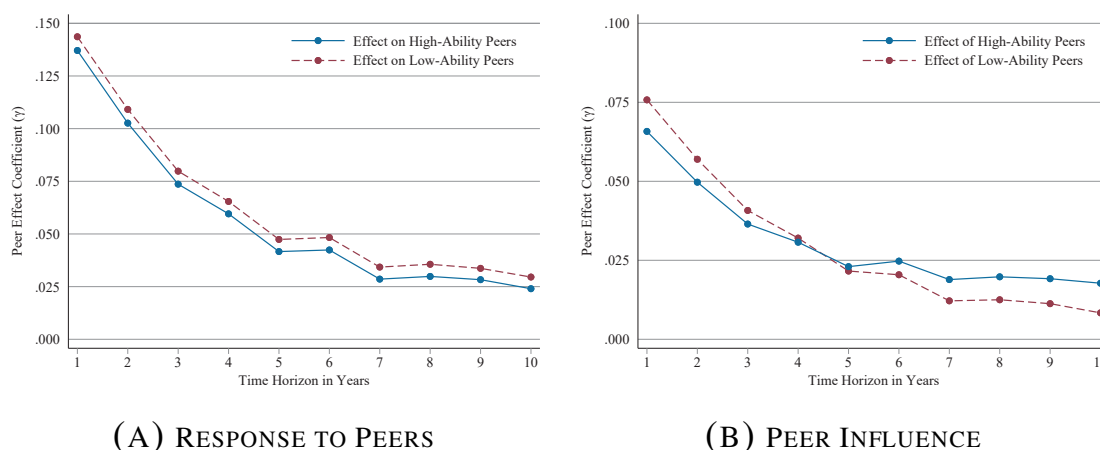 .150
.125
.100
.075
.050
.025
.000
Peer Effect Coefficient (γ)
Effect on High-Ability Peers
Effect on Low-Ability Peers
1 2 3 4 5 6 7 8 9 10
Time Horizon in Years
(A) RESPONSE TO PEERS
.100
.075
.050
.025
.000
Peer Effect Coefficient (γ)
Effect of High-Ability Peers
Effect of Low-Ability Peers
1 2 3 4 5 6 7 8 9 1
Time Horizon in Years
(B) PEER INFLUENCE